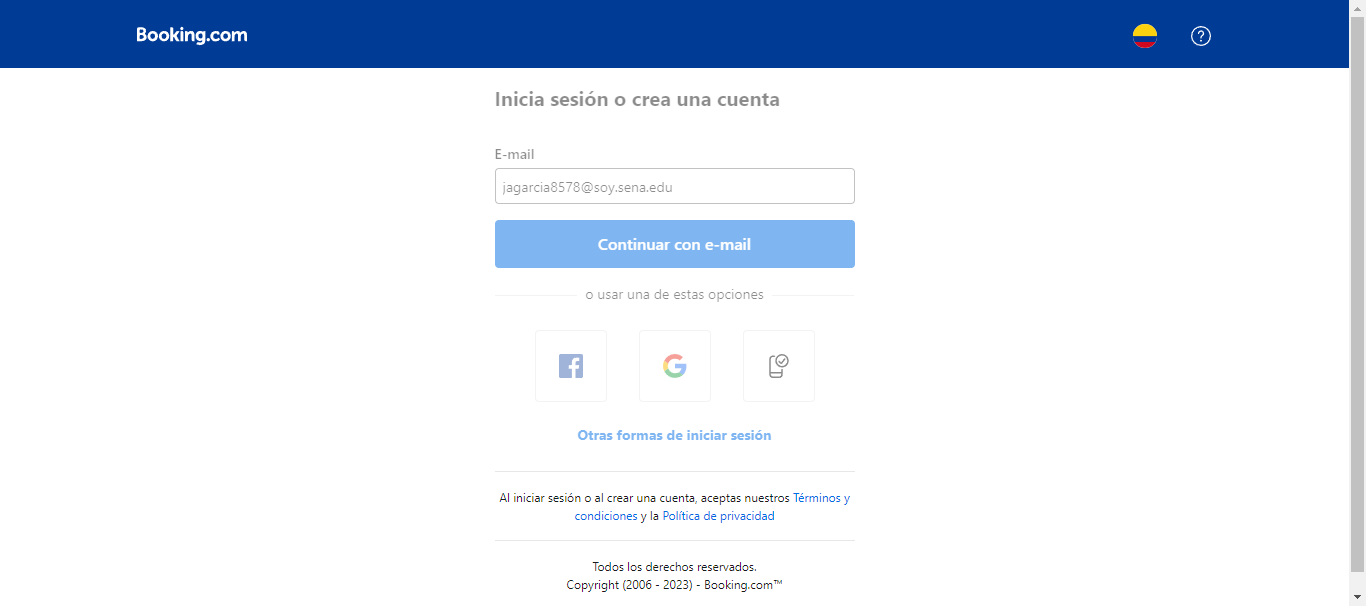 Booking.com
Inicia sesión o crea una cuenta
E-mail
jagarcia8578@soy.sena.edu
Continuar con e-mail
o usar una de estas opciones
Otras formas de iniciar sesión
Al iniciar sesión o al crear una cuenta, aceptas nuestros Términos y
condiciones y la Política de privacidad
Todos los derechos reservados.
Copyright (2006 - 2023) - Booking.com™